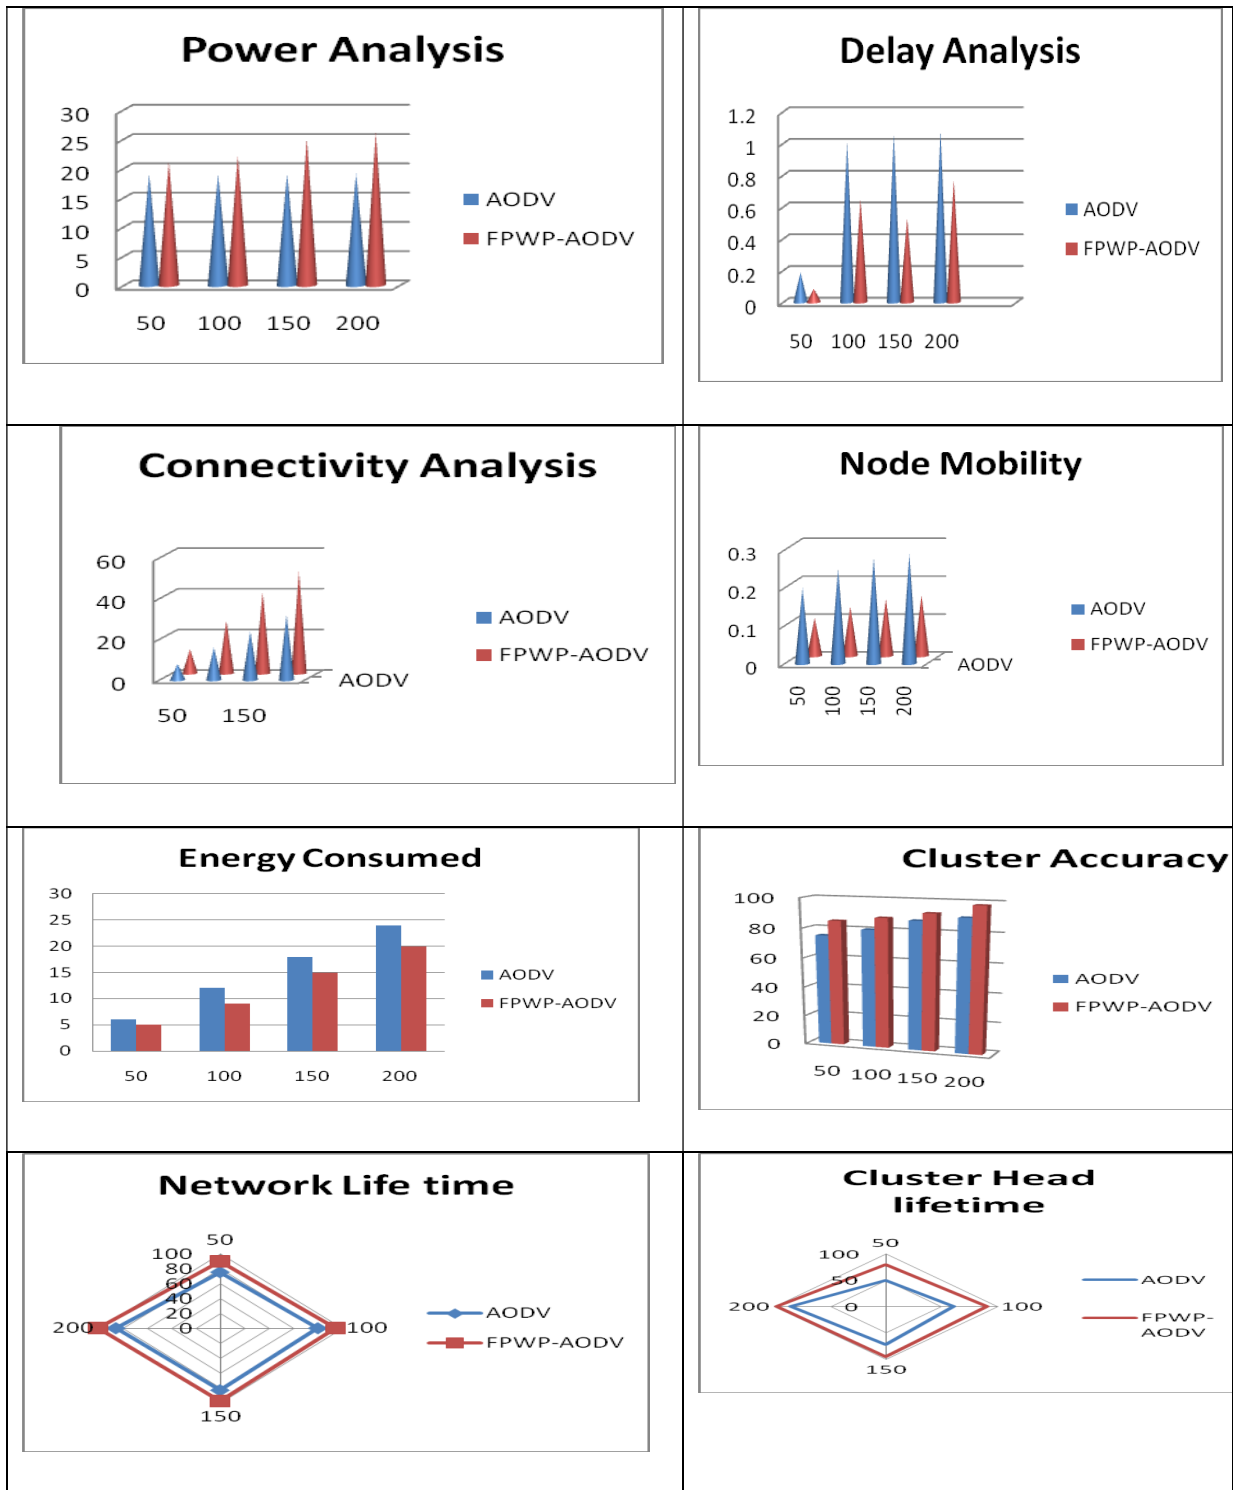 Power Analysis
30
25
20
15
10
5
0
50 100 150 200
AODV
FPWP-AODV
Delay Analysis
1.2
1
0.8
0.6
0.4
0.2
0
50 100 150 200
AODV
FPWP-AODV
Connectivity Analysis
60
40
20
0
50 150
AODV
AODV
FPWP-AODV
Node Mobility
0.3
0.2
0.1
0
50 100 150 200
AODV
AODV
FPWP-AODV
Energy Consumed
30
25
20
15
10
5
0
50 100 150 200
AODV
FPWP-AODV
Cluster Accuracy
100
80
60
40
20
0
50 100 150 200
AODV
FPWP-AODV
Network Life time
50
100
80
60
40
20
0
200
100
150
AODV
FPWP-AODV
Cluster Head
lifetime
50
100
50
0
200
100
150
AODV
FPWP-
AODV